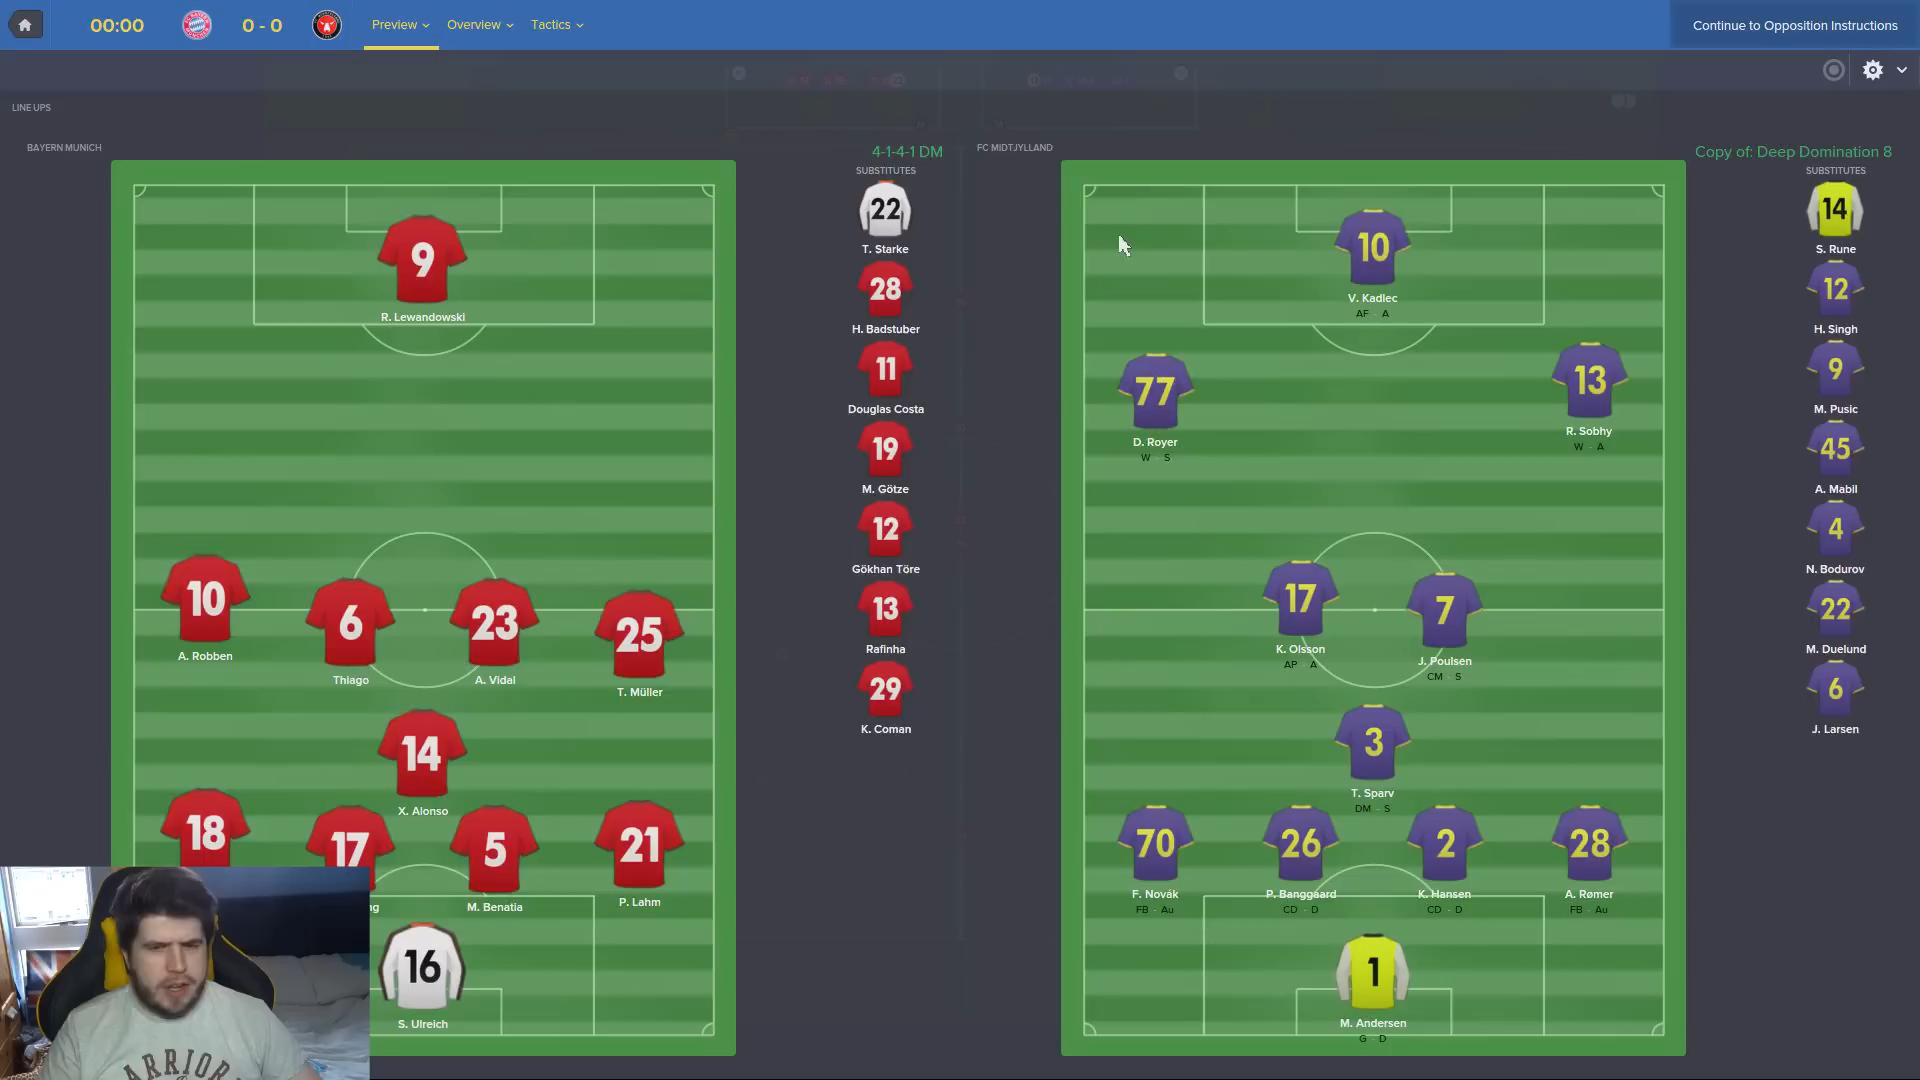 00:00
0 - 0
Preview
Overview
Tactics
Continue to Opposition Instructions
LINE UPS
BAYERN MUNICH
4-1-4-1 DM
SUBSTITUTES
9
R. Lewandowski
10
A. Robben
6
Thiago
23
A. Vidal
25
T. Müller
14
X. Alonso
18
17
ng
5
M. Benatia
21
P. Lahm
16
S. Ulreich
22
T. Starke
28
H. Badstuber
11
Douglas Costa
19
M. Götze
12
Gökhan Töre
13
Rafinha
29
K. Coman
FC MIDTJYLLAND
Copy of: Deep Domination 8
SUBSTITUTES
10
V. Kadlec
AF - A
77
D. Royer
W - S
13
R. Sobhy
W - A
17
K. Olsson
AP - A
7
J. Poulsen
CM - S
3
T. Sparv
DM - S
70
F. Novák
FB - Au
26
P. Banggaard
CD - D
2
K. Hansen
CD - D
28
A. Rømer
FB - Au
1
M. Andersen
G - D
14
S. Rune
12
H. Singh
9
M. Pusic
45
A. Mabil
4
N. Bodurov
22
M. Duelund
6
J. Larsen